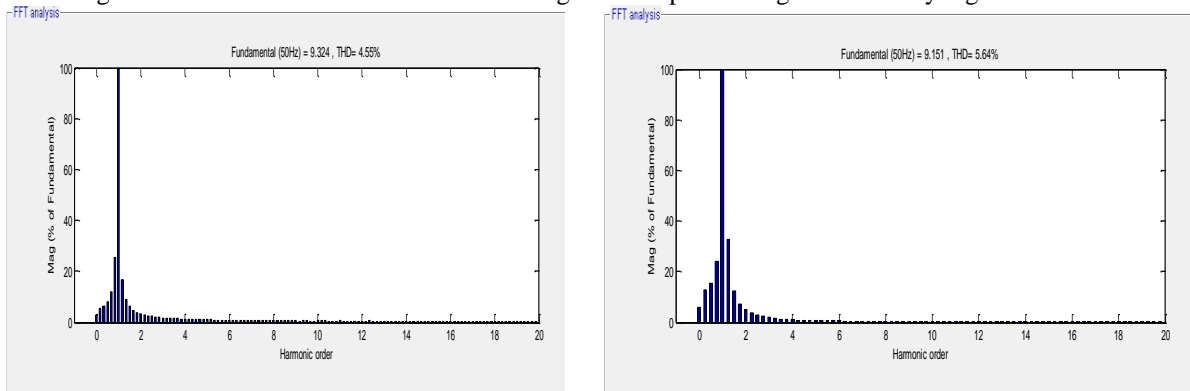 FFT analysis
Fundamental (50Hz) = 9.324 , THD= 4.55%
Mag (% of Fundamental)
100
80
60
40
20
0
0 2 4 6 8 10 12 14 16 18 20
Harmonic order
FFT analysis
Fundamental (50Hz) = 9.151 , THD= 5.64%
Mag (% of Fundamental)
100
80
60
40
20
0
0 2 4 6 8 10 12 14 16 18 20
Harmonic order